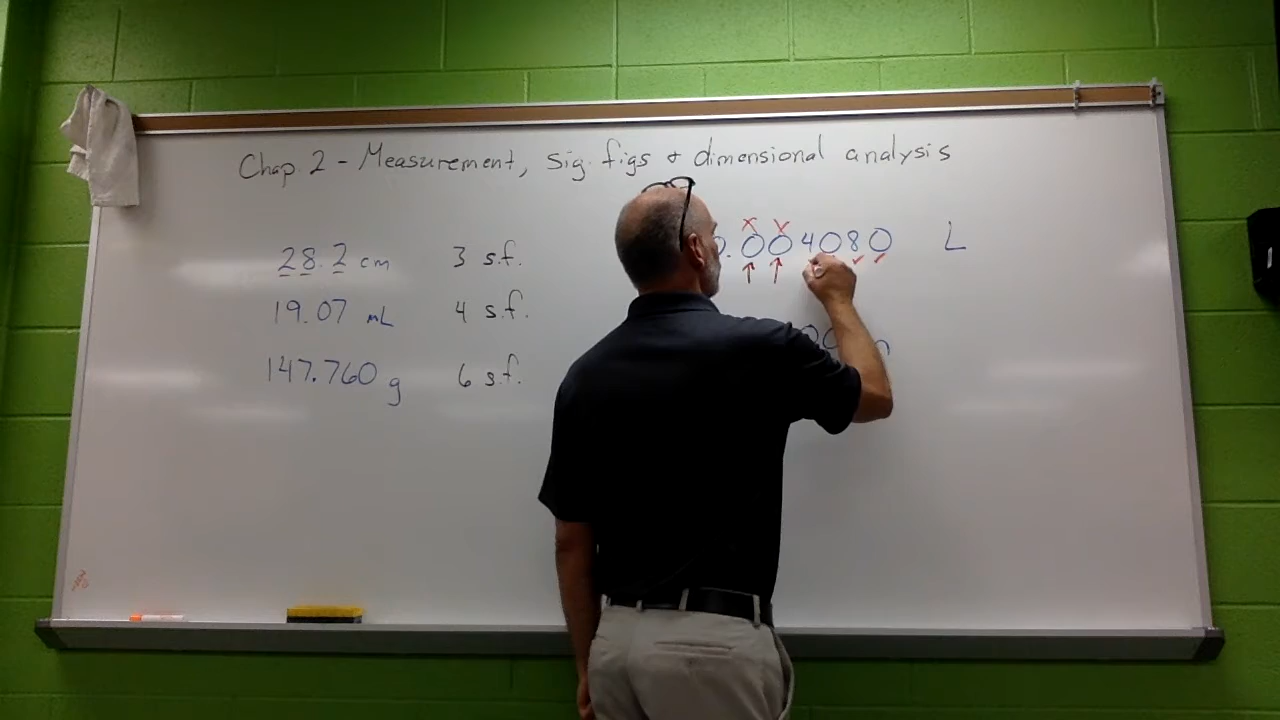 Chap. 2 - Measurement, sig. figs & dimensional analysis
28.2 cm 3 s.f.
19.07 mL 4 s.f.
147.760 g 6 s.f.
0.004080 L
00